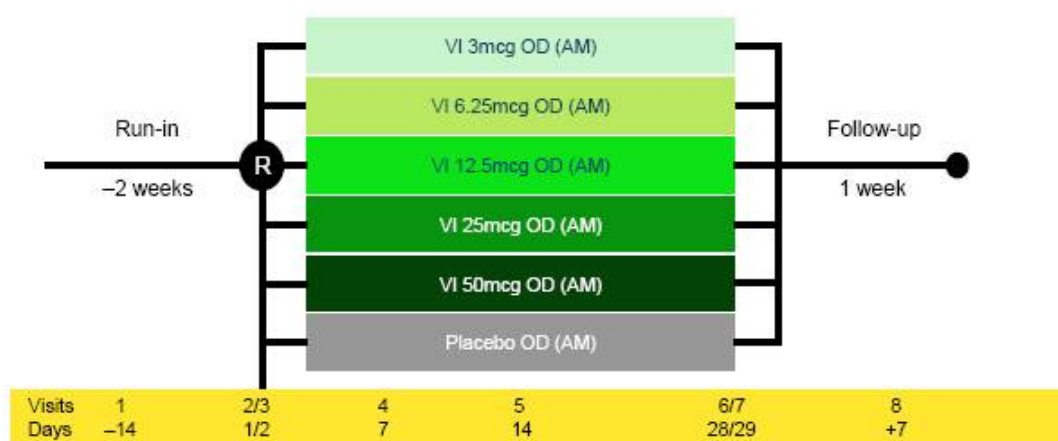 VI 3mcg OD (AM)
VI 6.25mcg OD (AM)
Run-in
Follow-up
R
VI 12.5mcg OD (AM)
–2 weeks
1 week
VI 25mcg OD (AM)
VI 50mcg OD (AM)
Placebo OD (AM)
Visits 1 2/3 4 5 6/7 8
Days –14 1/2 7 14 28/29 +7